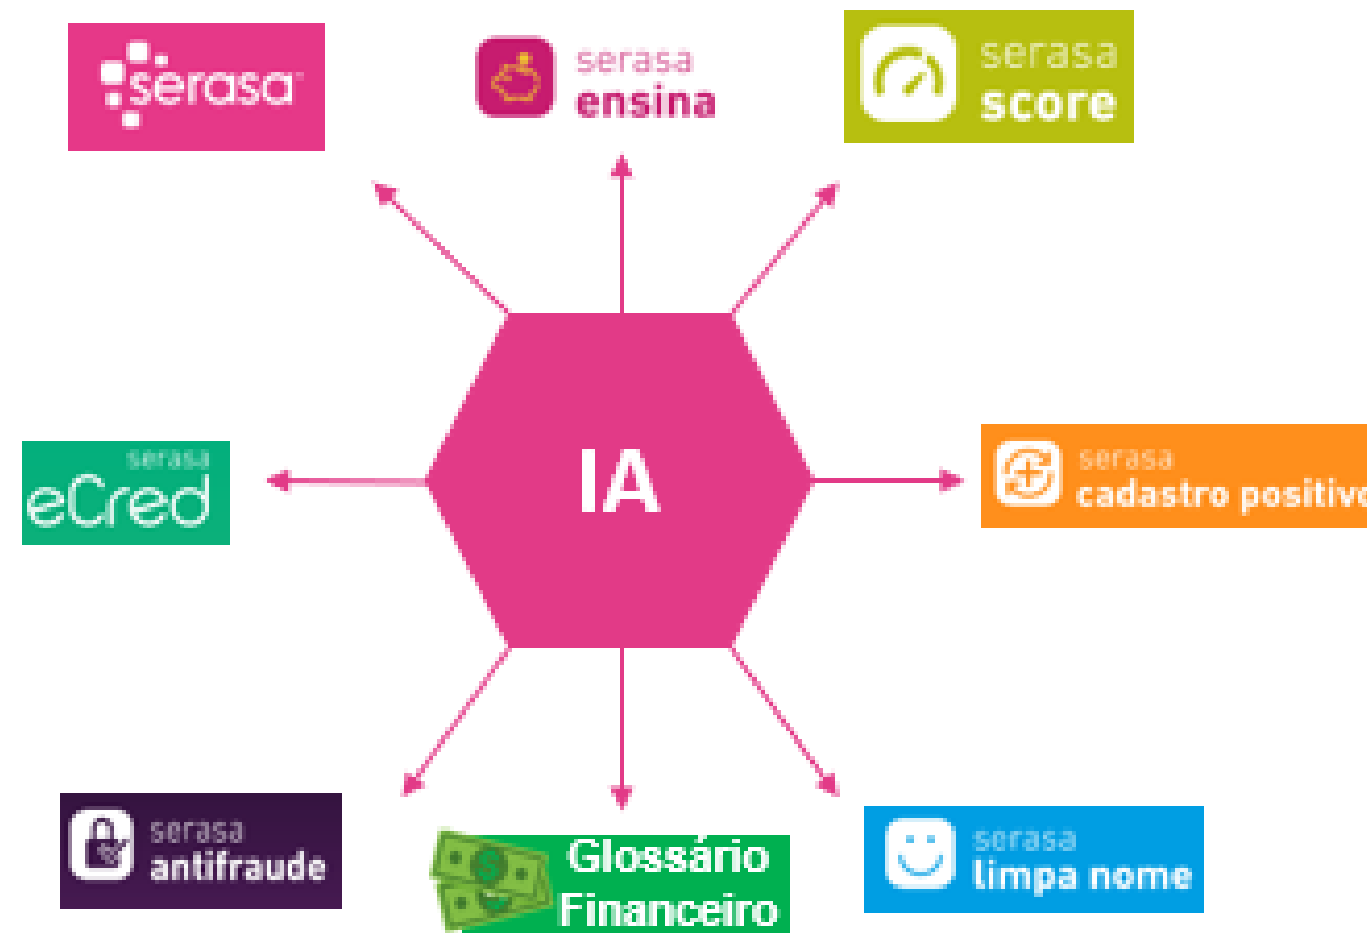 serasa
serasa
ensina
serasa
score
serasa
eCred
IA
serasa
cadastro positivo
serasa
antifraude
Glossário
Financeiro
serasa
limpa nome